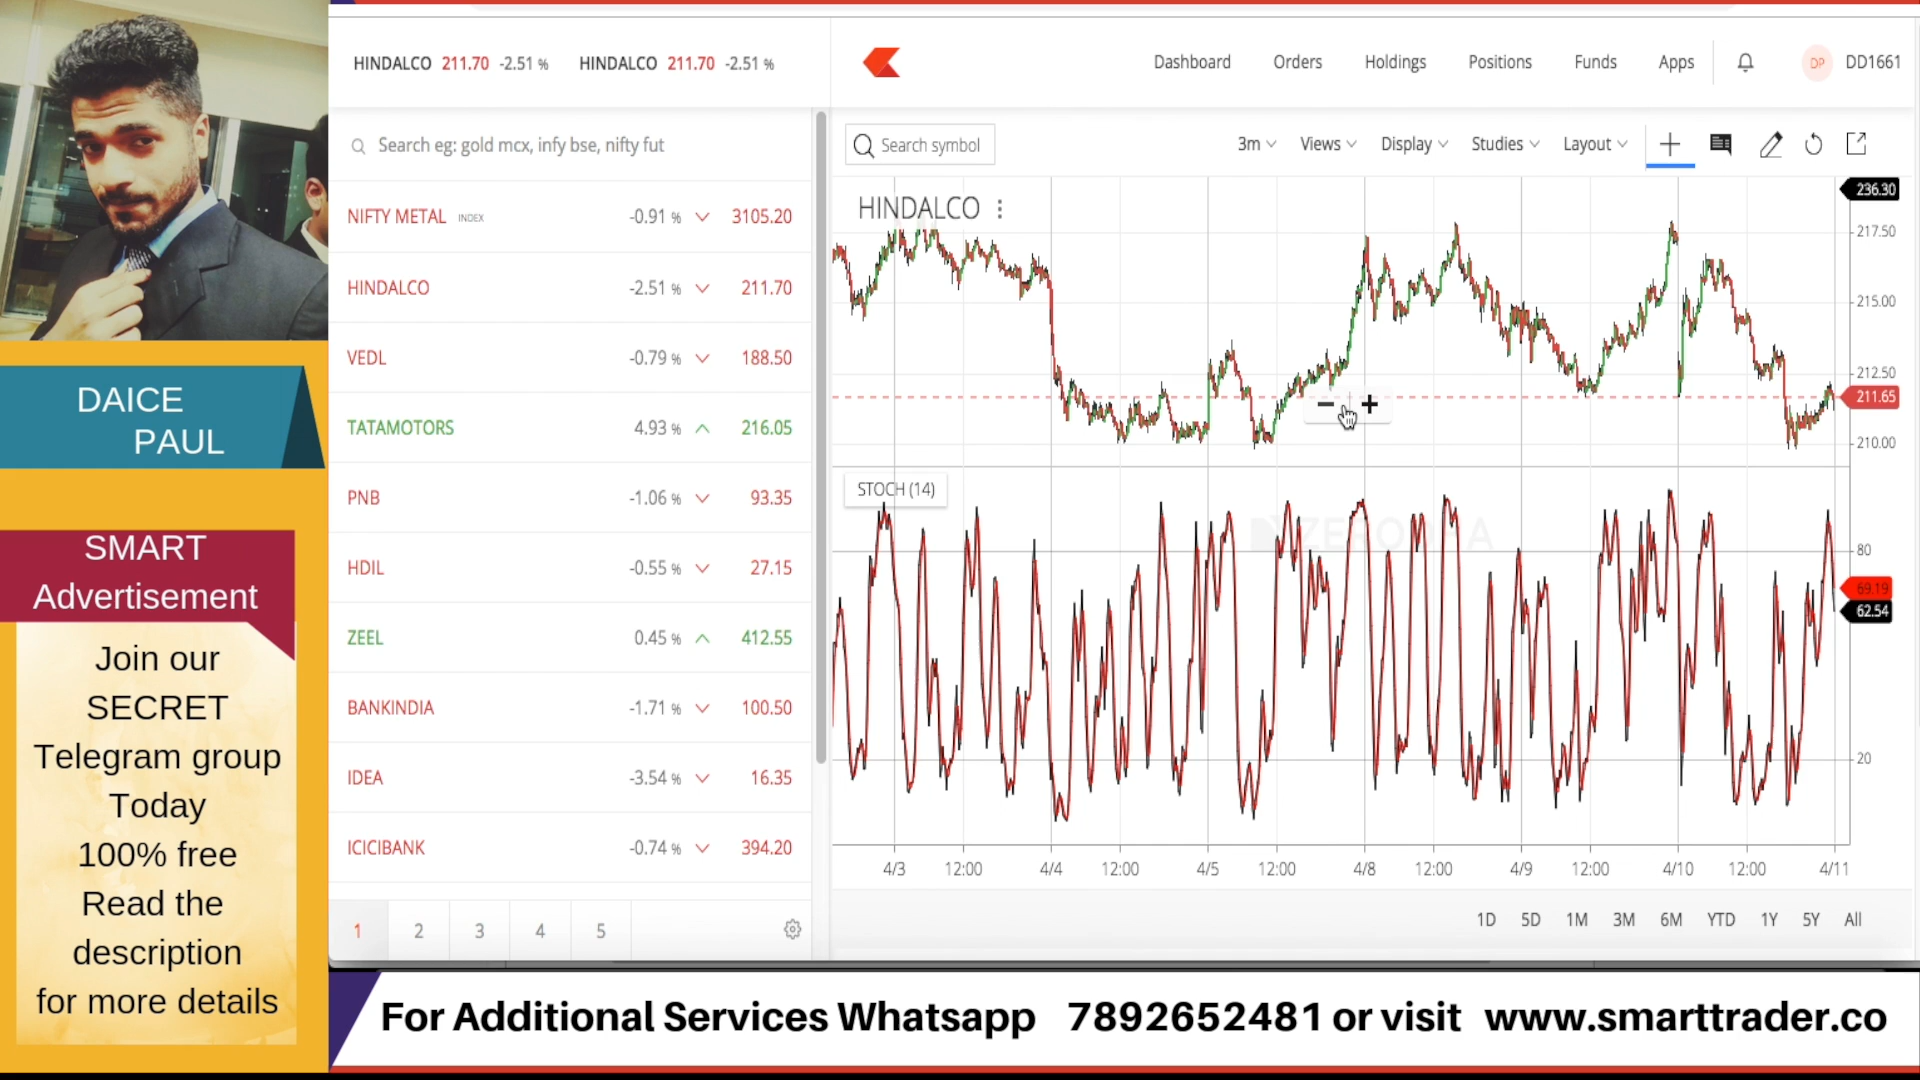 HINDALCO 211.70 -2.51 % HINDALCO 211.70 -2.51 %
Dashboard Orders Holdings Positions Funds Apps DP DD1661
Search eg: gold mcx, infy bse, nifty fut
Search symbol 3m Views Display Studies Layout
NIFTY METAL INDEX -0.91 % 3105.20
HINDALCO -2.51 % 211.70
VEDL -0.79 % 188.50
TATAMOTORS 4.93 % 216.05
PNB -1.06 % 93.35
HDIL -0.55 % 27.15
ZEEL 0.45 % 412.55
BANKINDIA -1.71 % 100.50
IDEA -3.54 % 16.35
ICICIBANK -0.74 % 394.20
1 2 3 4 5
HINDALCO
236.30
217.50
215.00
212.50
211.65
210.00
STOCH (14)
ZERODHA
80
69.19
62.54
20
4/3 12:00 4/4 12:00 4/5 12:00 4/8 12:00 4/9 12:00 4/10 12:00 4/11
1D 5D 1M 3M 6M YTD 1Y 5Y All
DAICE
PAUL
SMART
Advertisement
Join our
SECRET
Telegram group
Today
100% free
Read the
description
for more details
For Additional Services Whatsapp 7892652481 or visit www.smarttrader.co